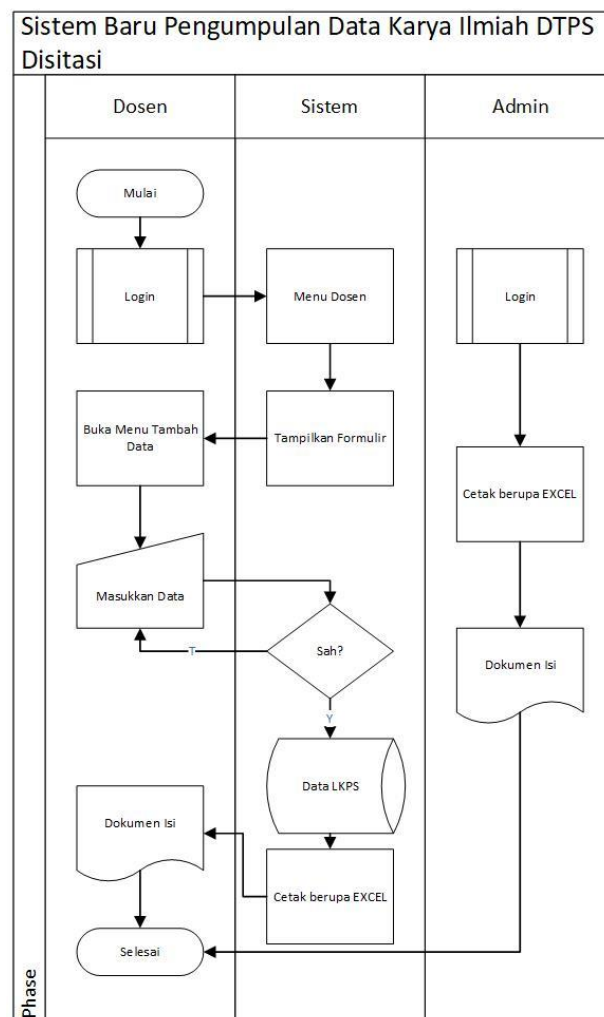 Sistem Baru Pengumpulan Data Karya Ilmiah DTPS
Disitasi
Dosen
Sistem
Admin
Mulai
Login
Menu Dosen
Login
Buka Menu Tambah
Data
Tampilkan Formulir
Cetak berupa EXCEL
Masukkan Data
Sah?
T
Y
Dokumen Isi
Data LKPS
Dokumen Isi
Cetak berupa EXCEL
Selesai
Phase